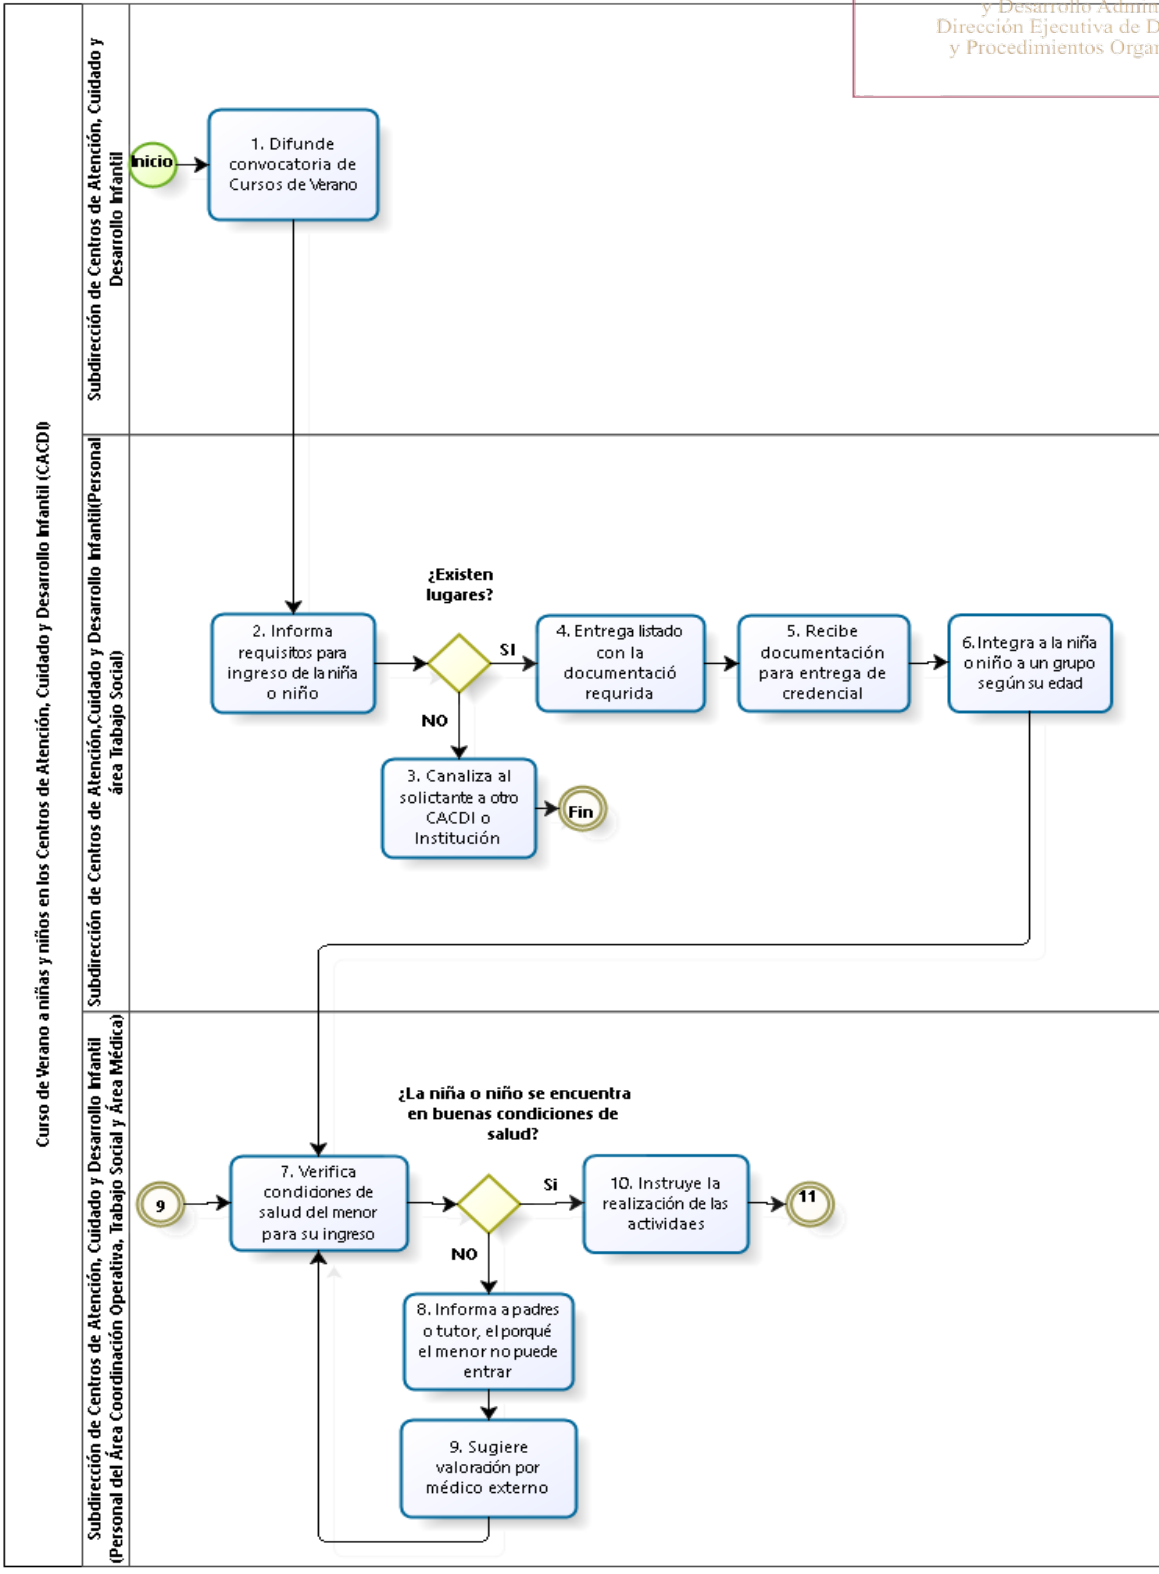 y Desarrollo Admin
Dirección Ejecutiva de D
y Procedimientos Organ
Curso de Verano a niñas y niños en los Centros de Atención, Cuidado y Desarrollo Infantil (CACDI)
Subdirección de Centros de Atención, Cuidado y
Desarrollo Infantil
Inicio
1. Difunde
convocatoria de
Cursos de Verano
Subdirección de Centros de Atención,Cuidado y Desarrollo Infantil(Personal
área Trabajo Social)
¿Existen
lugares?
2. Informa
requisitos para
ingreso de la niña
o niño
SI
4. Entrega listado
con la
documentació
requrida
5. Recibe
documentación
para entrega de
credencial
6.Integra a la niña
o niño a un grupo
según su edad
NO
3. Canaliza al
solictante a otro
CACDI o
Institución
Fin
Subdirección de Centros de Atención, Cuidado y Desarrollo Infantil
(Personal del Área Coordinación Operativa, Trabajo Social y Área Médica)
¿La niña o niño se encuentra
en buenas condiciones de
salud?
9
7. Verifica
condiciones de
salud del menor
para su ingreso
Si
10. Instruye la
realización de las
actividaes
11
NO
8. Informa a padres
o tutor, el porqué
el menor no puede
entrar
9. Sugiere
valoración por
médico externo